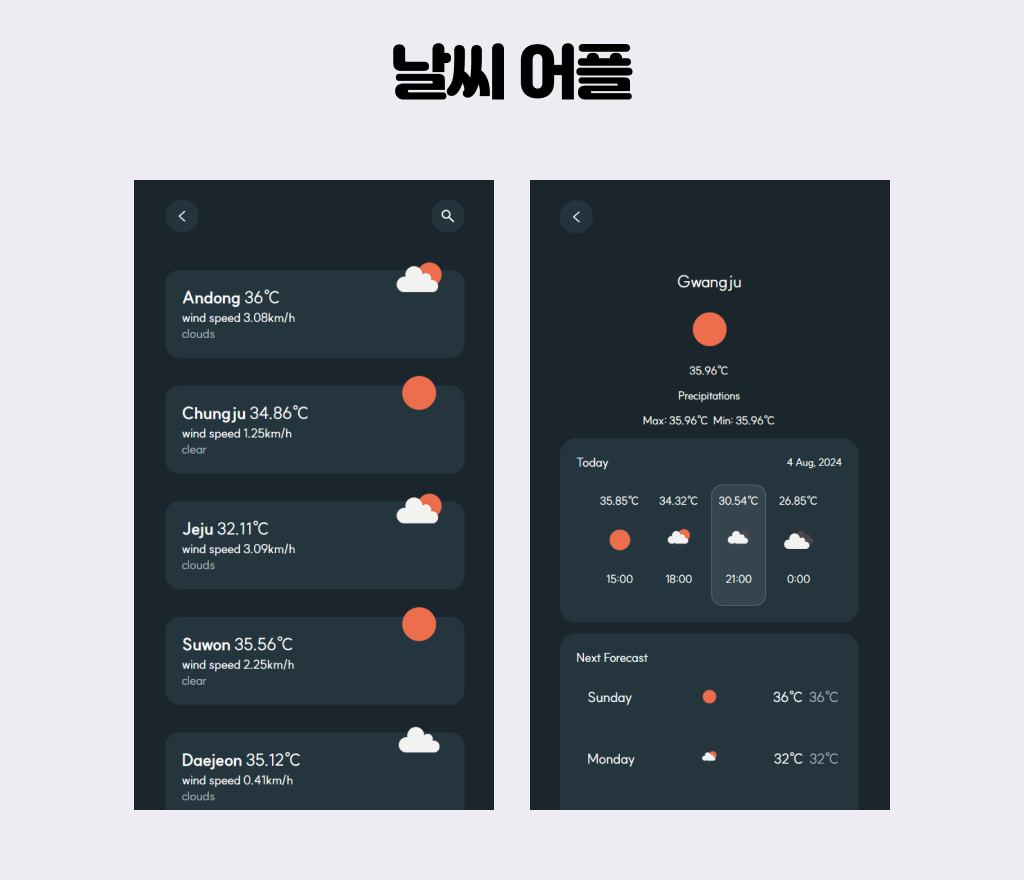 날씨 어플
Andong 36°C
wind speed 3.08km/h
clouds
Chungju 34.86°C
wind speed 1.25km/h
clear
Jeju 32.11°C
wind speed 3.09km/h
clouds
Suwon 35.56°C
wind speed 2.25km/h
clear
Daejeon 35.12°C
wind speed 0.41km/h
clouds
Gwangju
35.96°C
Precipitations
Max: 35.96°C Min: 35.96°C
Today 4 Aug, 2024
35.85°C 34.32°C 30.54°C 26.85°C
15:00 18:00 21:00 0:00
Next Forecast
Sunday 36°C 36°C
Monday 32°C 32°C